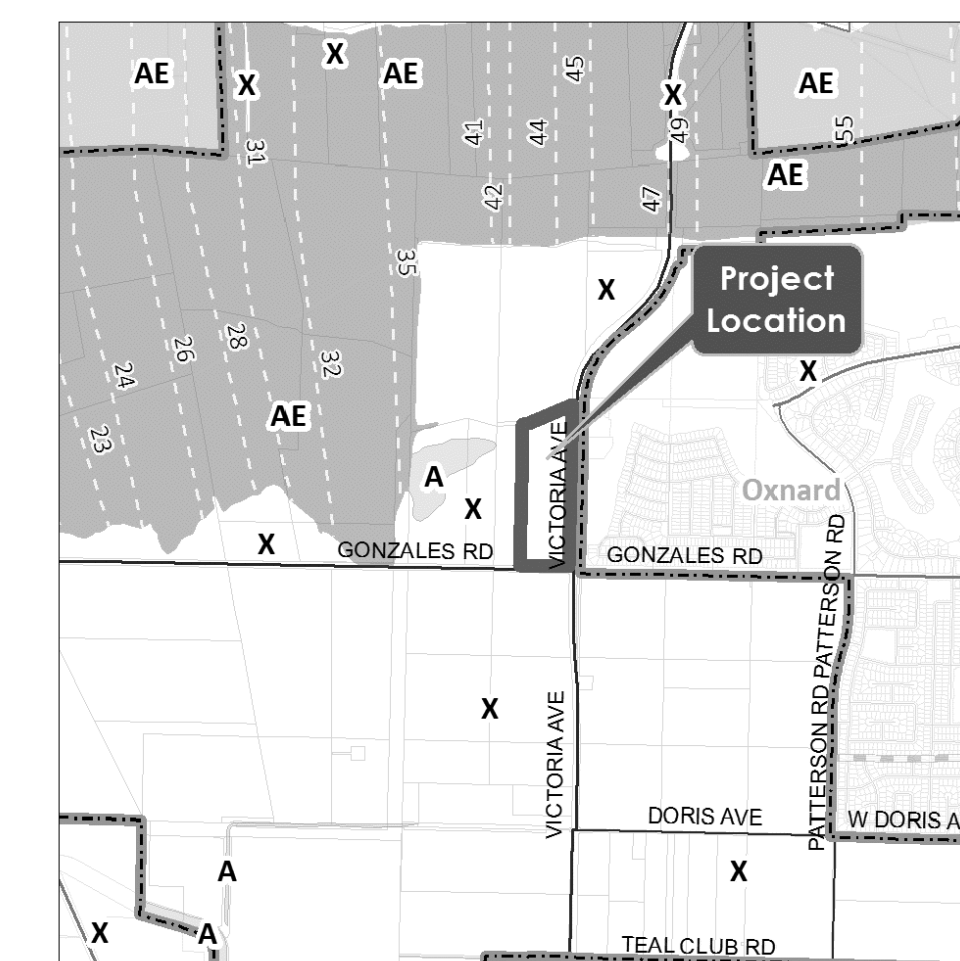 AE
X
X
AE
45
X
AE
31
41
44
49
55
AE
42
47
35
X
Project
Location
24
26
28
32
X
23
AE
A
X
VICTORIA AVE
Oxnard
X
GONZALES RD
GONZALES RD
PATTERSON RD
PATTERSON RD
X
VICTORIA AVE
DORIS AVE
W DORIS A
A
X
X
A
TEAL CLUB RD